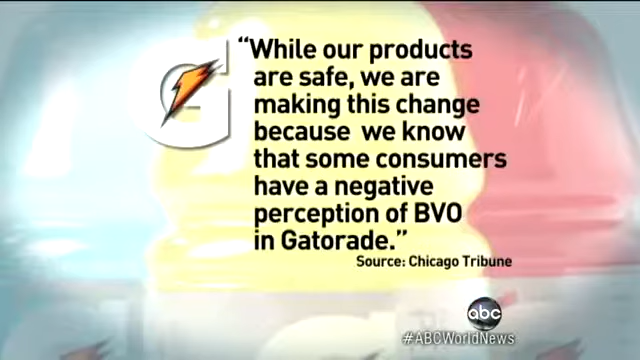 “While our products
are safe, we are
making this change
because we know
that some consumers
have a negative
perception of BVO
in Gatorade.”
Source: Chicago Tribune
abc
#ABCWorldNews
G